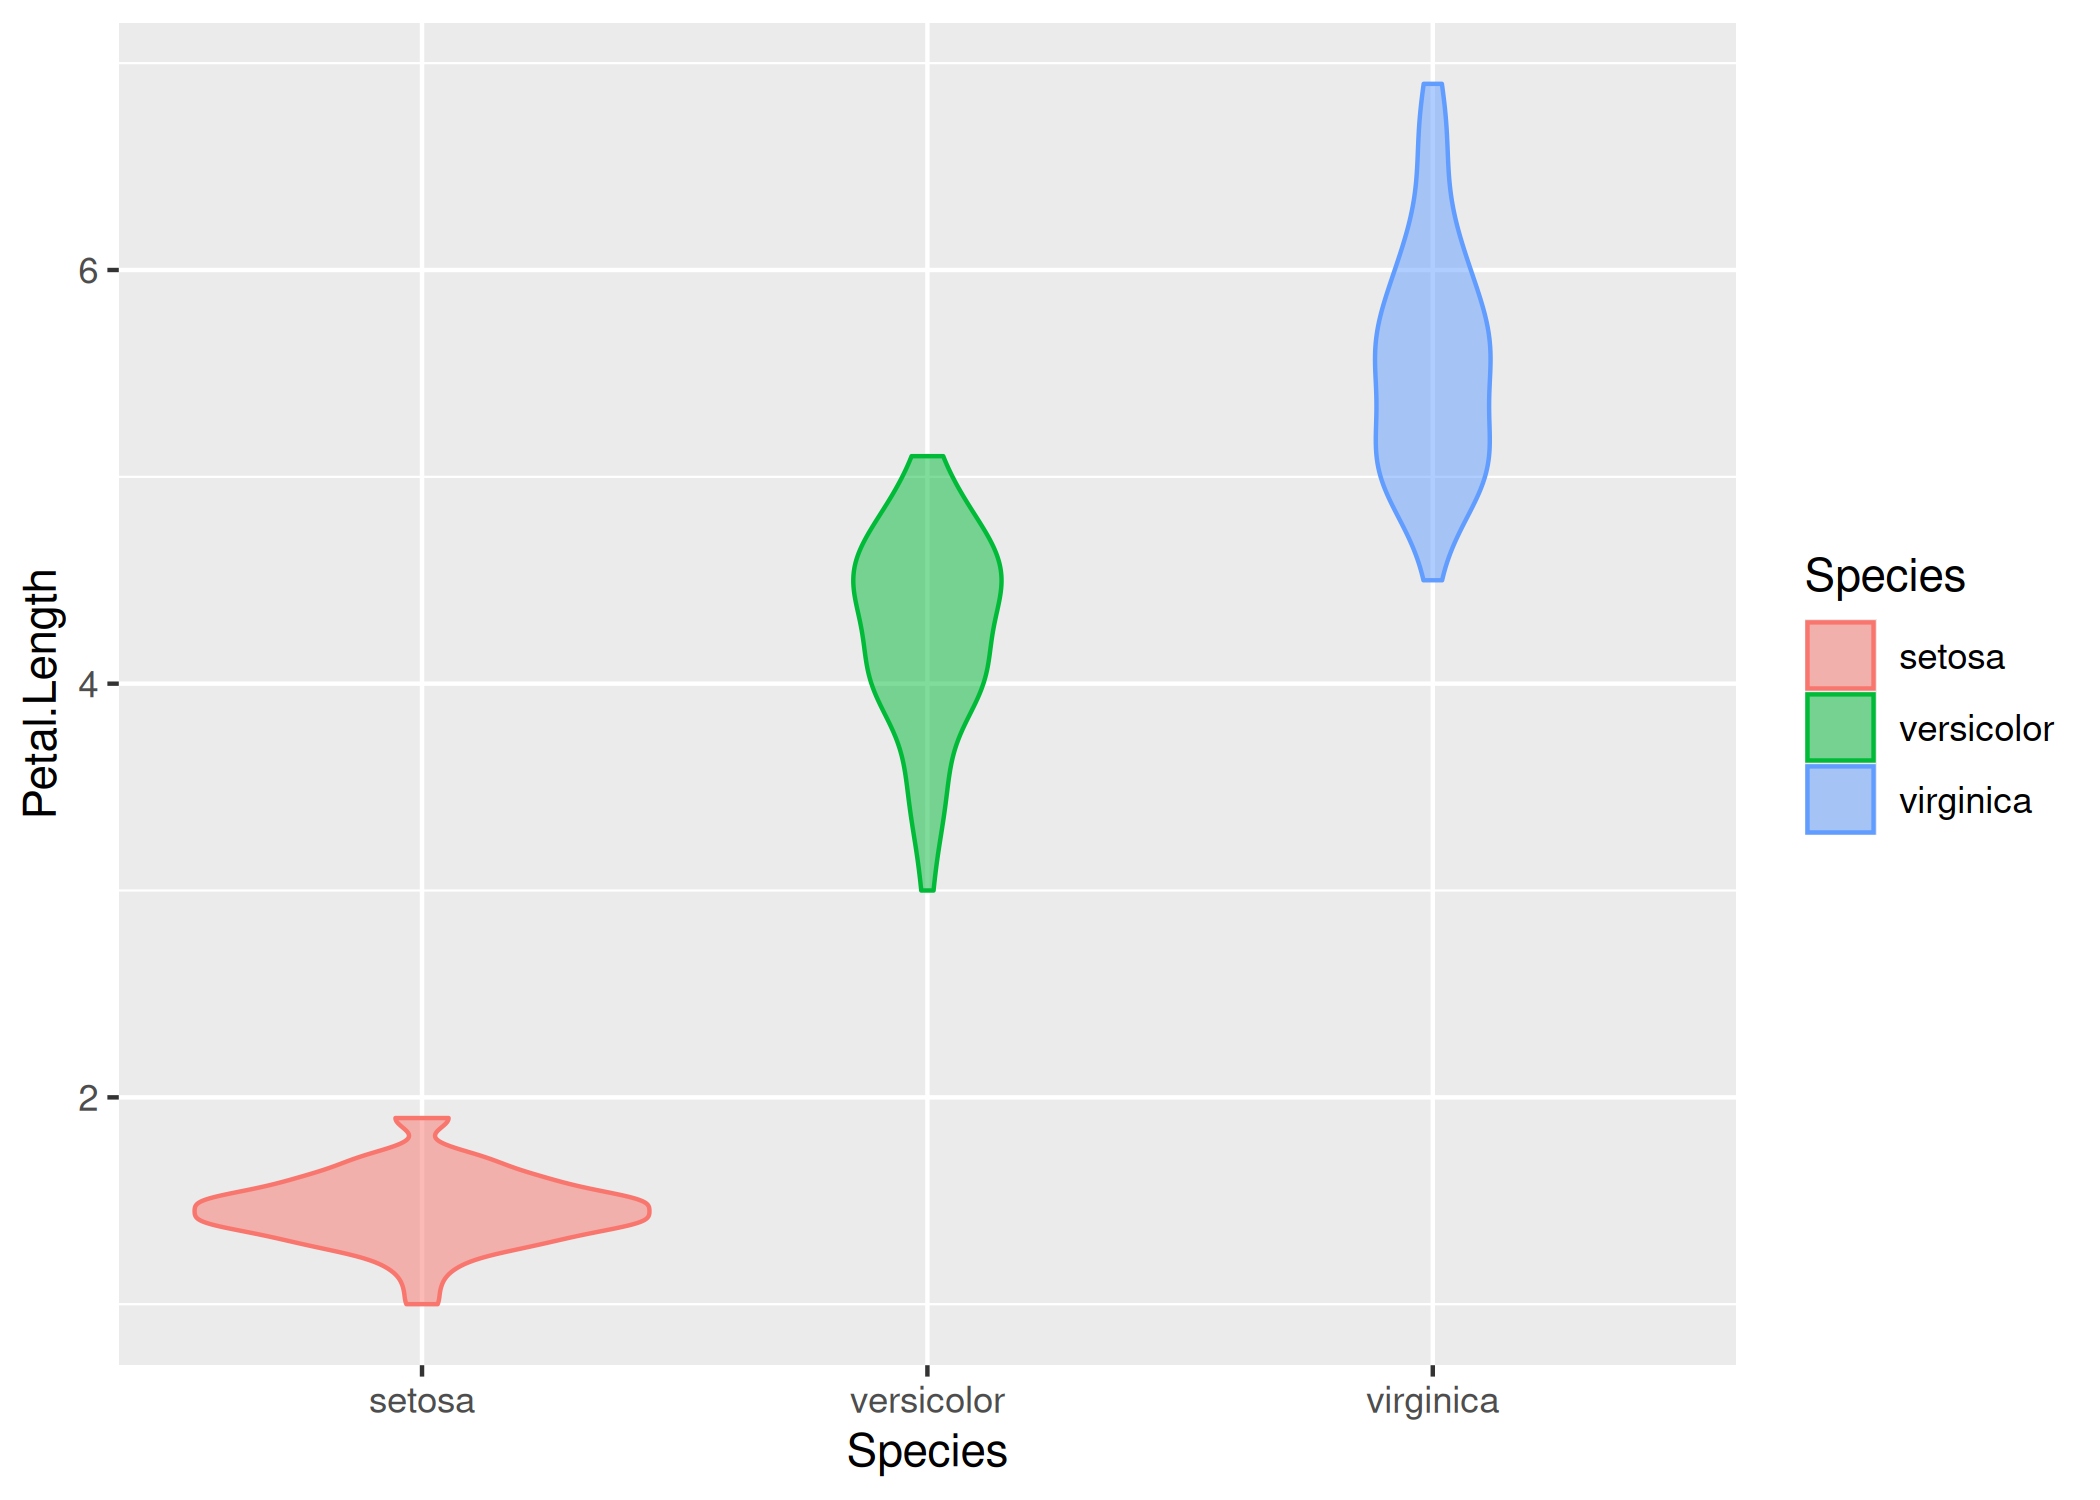 Petal.Length
6
4
2
setosa versicolor virginica
Species
Species
setosa
versicolor
virginica